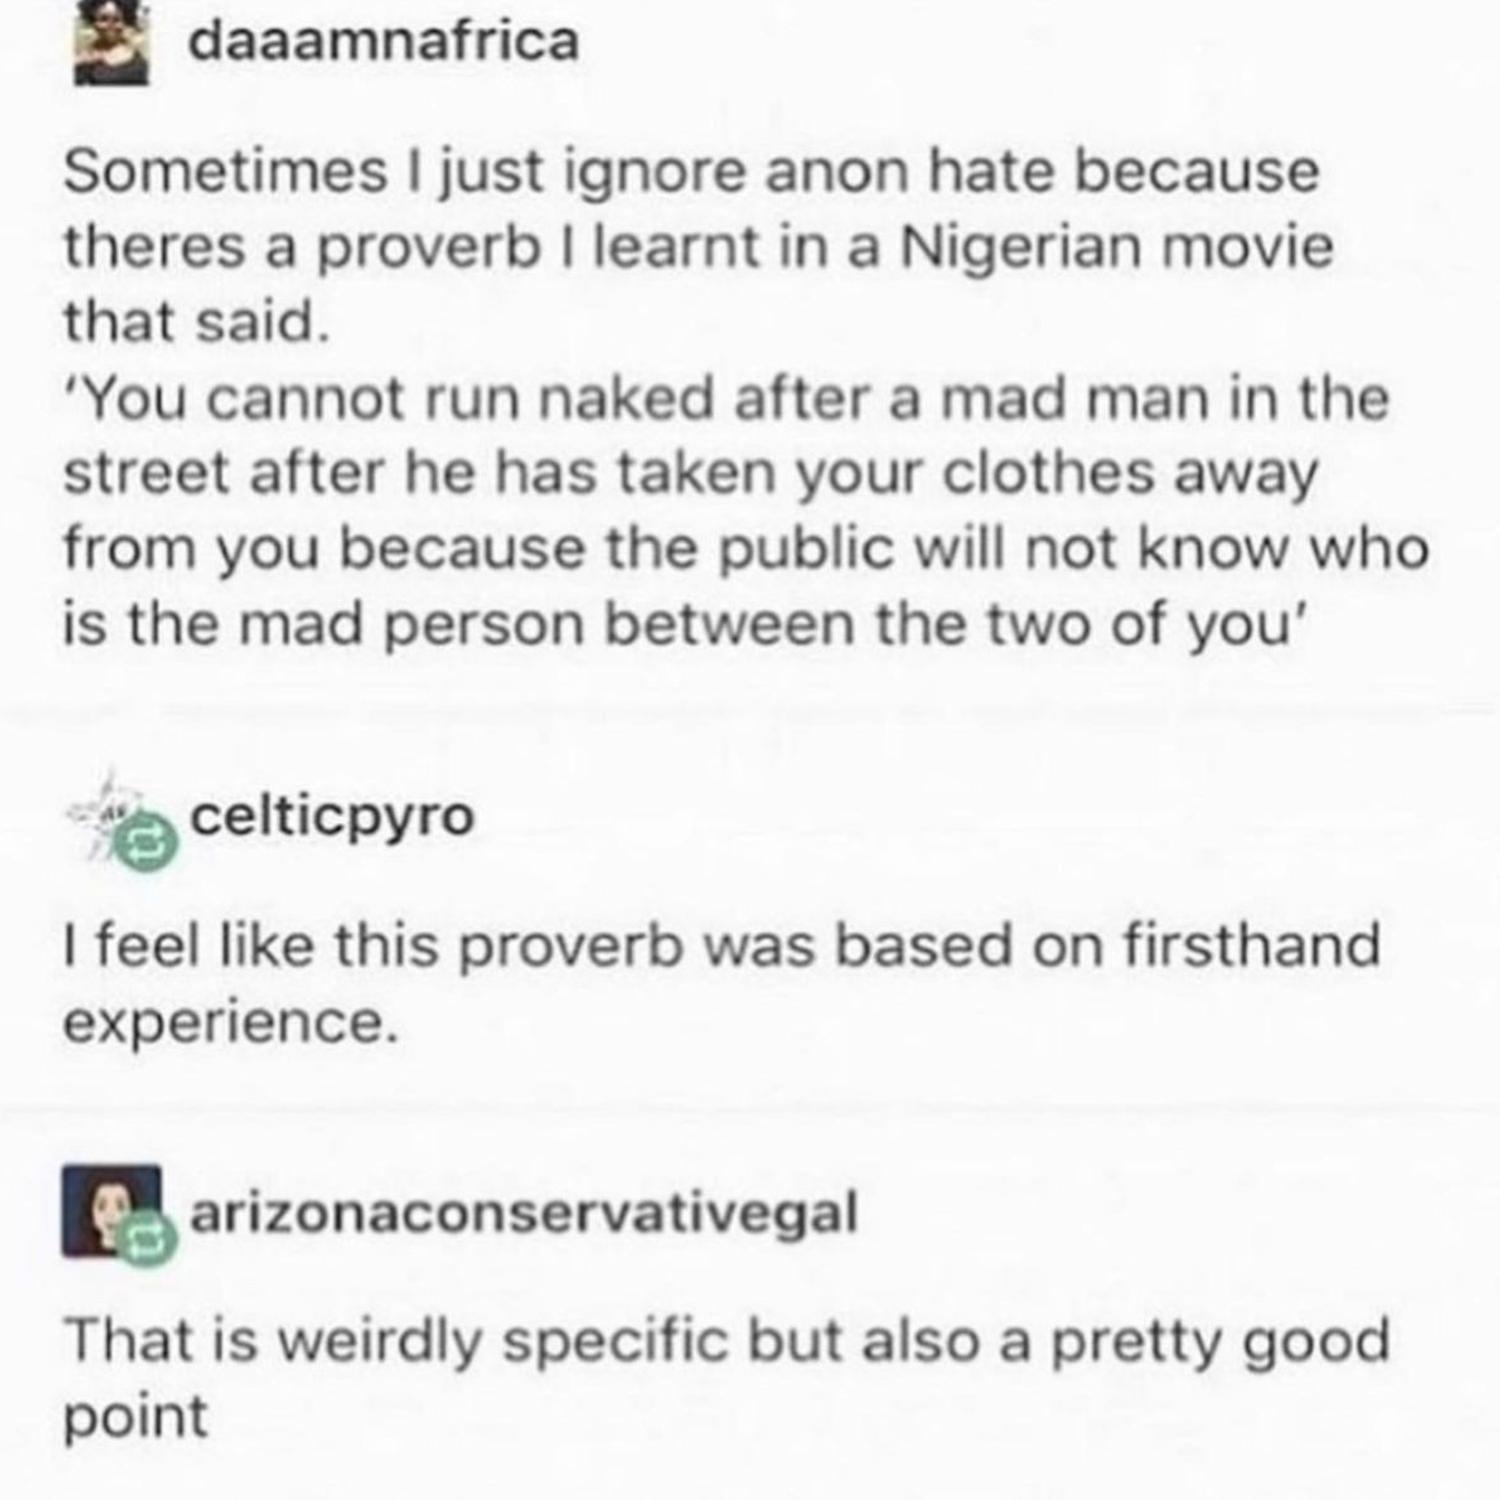 daaamnafrica
Sometimes I just ignore anon hate because
theres a proverb I learnt in a Nigerian movie
that said.
'You cannot run naked after a mad man in the
street after he has taken your clothes away
from you because the public will not know who
is the mad person between the two of you'
celticpyro
I feel like this proverb was based on firsthand
experience.
arizonaconservativegal
That is weirdly specific but also a pretty good
point